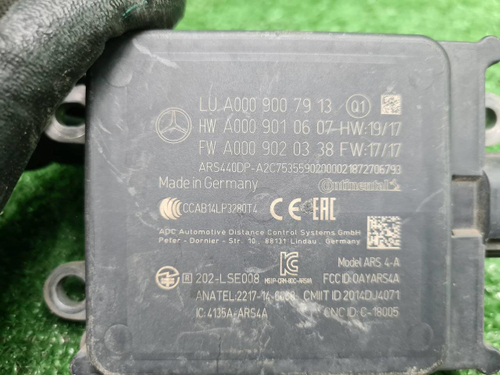 LU A000 900 79 13 Q1
HW A000 901 06 07 HW:19/17
FW A000 902 03 38 FW:17/17
ARS440DP-A2C75355902000021872706793
Made in Germany Continental
CCAB14LP3280T4 CE EAC
ADC Automotive Distance Control Systems GmbH
Peter - Dornier - Str. 10, 88131 Lindau, Germany
Model ARS 4-A
R 202-LSE008 FCC ID:OAYARS4A
ANATEL:2217-14- CMIIT ID 2014DJ4071
IC: 4135A-ARS4A CNC ID: C-18005